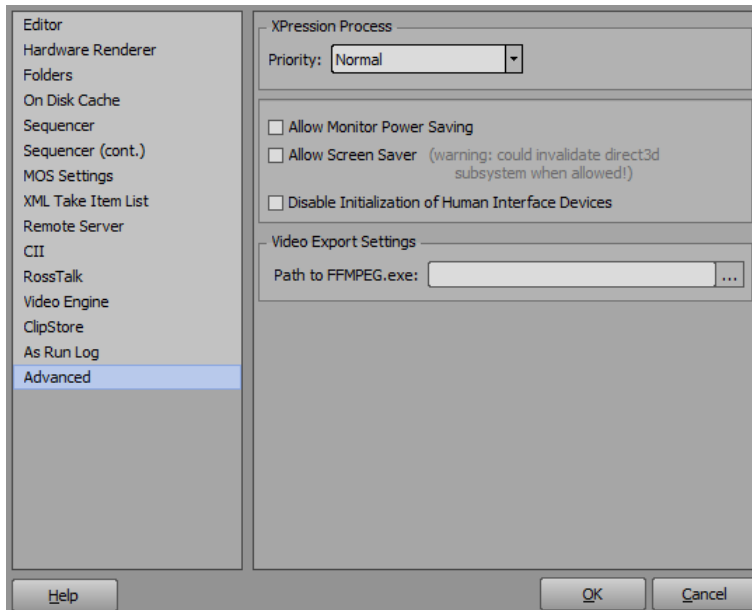 Editor
Hardware Renderer
Folders
On Disk Cache
Sequencer
Sequencer (cont.)
MOS Settings
XML Take Item List
Remote Server
CII
RossTalk
Video Engine
ClipStore
As Run Log
Advanced
XPression Process
Priority: Normal
Allow Monitor Power Saving
Allow Screen Saver (warning: could invalidate direct3d
subsystem when allowed!)
Disable Initialization of Human Interface Devices
Video Export Settings
Path to FFMPEG.exe: ...
Help OK Cancel